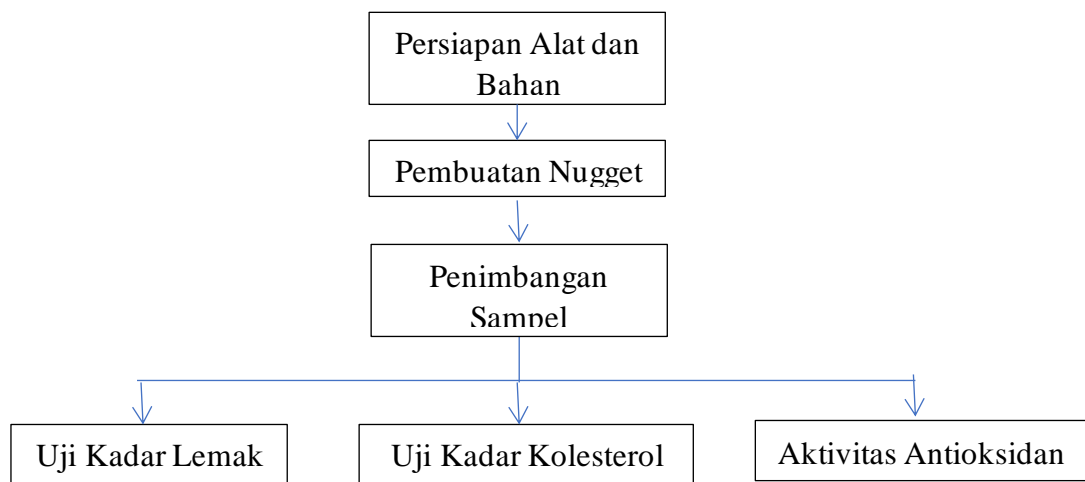 Persiapan Alat dan
Bahan
Pembuatan Nugget
Penimbangan
Sampel
Uji Kadar Lemak
Uji Kadar Kolesterol
Aktivitas Antioksidan